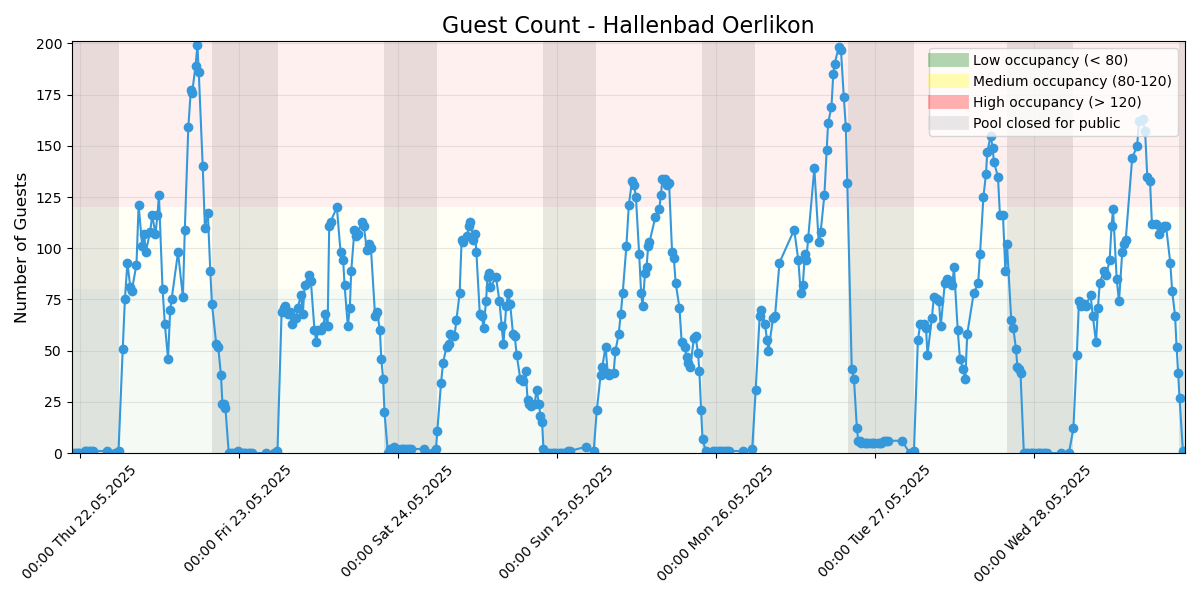 Guest Count - Hallenbad Oerlikon
Number of Guests
200
175
150
125
100
75
50
25
0
Low occupancy (< 80)
Medium occupancy (80-120)
High occupancy (> 120)
Pool closed for public
00:00 Thu 22.05.2025
00:00 Fri 23.05.2025
00:00 Sat 24.05.2025
00:00 Sun 25.05.2025
00:00 Mon 26.05.2025
00:00 Tue 27.05.2025
00:00 Wed 28.05.2025